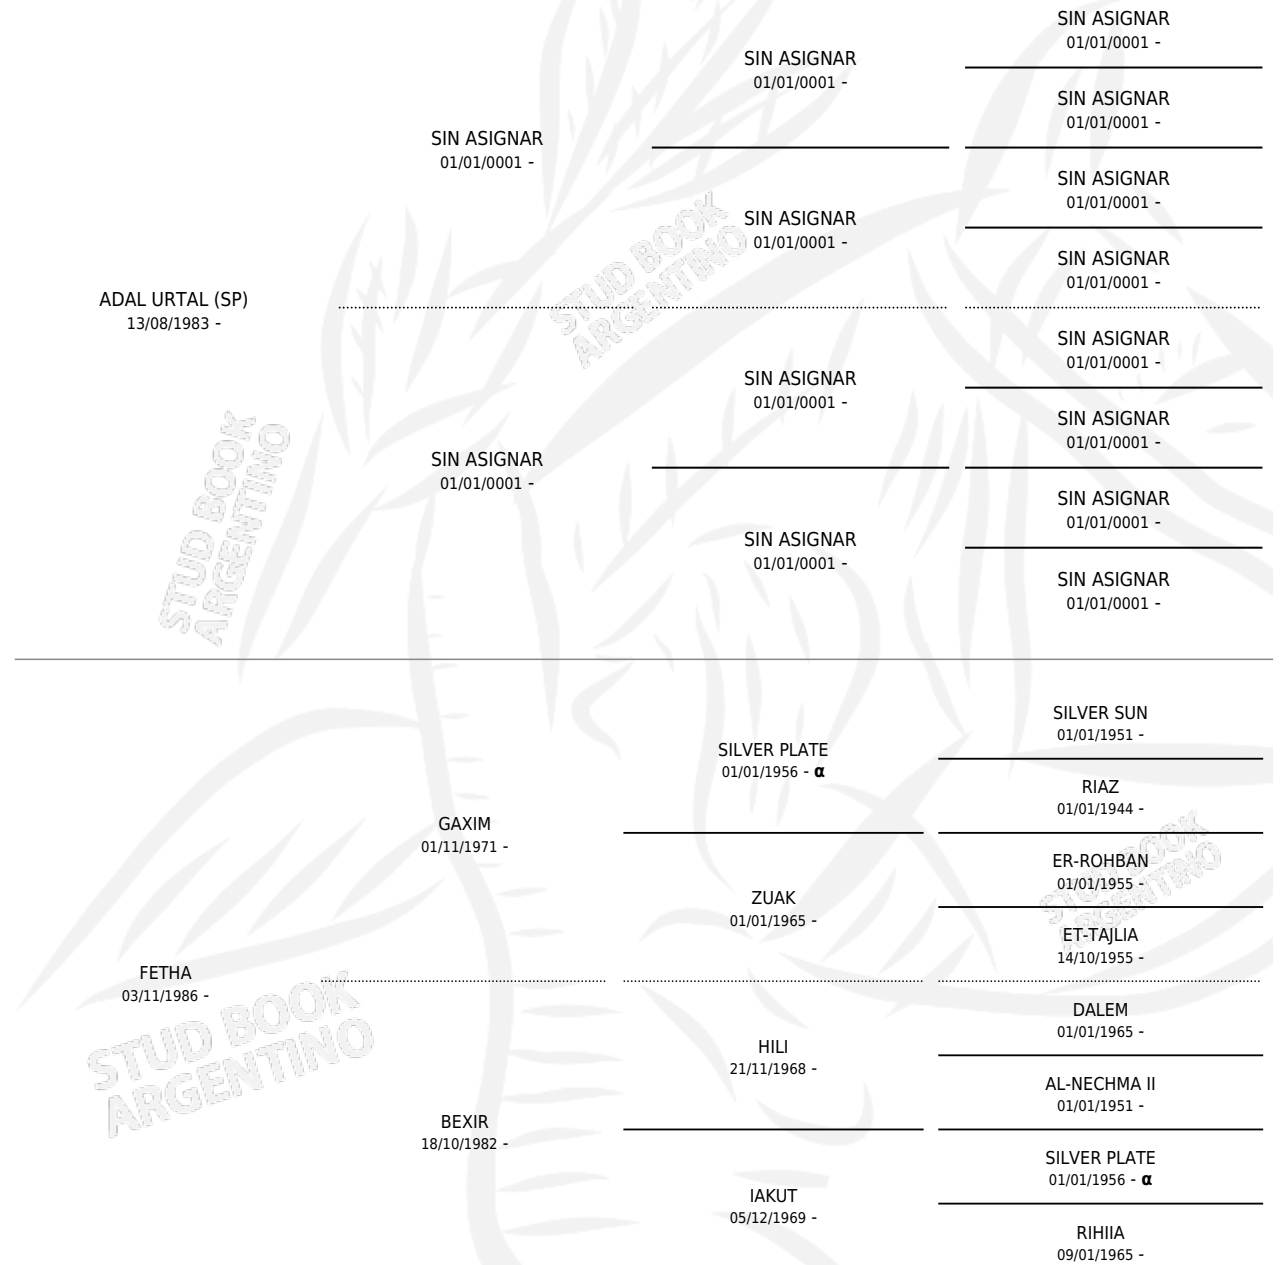 SIN ASIGNAR
01/01/0001 -
SIN ASIGNAR
01/01/0001 -
SIN ASIGNAR
01/01/0001 -
SIN ASIGNAR
01/01/0001 -
SIN ASIGNAR
01/01/0001 -
SIN ASIGNAR
01/01/0001 -
STUD BOOK
ARGENTINO
SIN ASIGNAR
01/01/0001 -
ADAL URTAL (SP)
13/08/1983 -
SIN ASIGNAR
01/01/0001 -
SIN ASIGNAR
01/01/0001 -
SIN ASIGNAR
01/01/0001 -
SIN ASIGNAR
01/01/0001 -
STUD BOOK
ARGENTINO
SIN ASIGNAR
01/01/0001 -
SIN ASIGNAR
01/01/0001 -
SIN ASIGNAR
01/01/0001 -
SILVER SUN
01/01/1951 -
SILVER PLATE
01/01/1956 - α
RIAZ
01/01/1944 -
GAXIM
01/11/1971 -
STUD BOOK
ARGENTINO
ER-ROHBAN
01/01/1955 -
ZUAK
01/01/1965 -
ET-TAJLIA
14/10/1955 -
FETHA
03/11/1986 -
STUD BOOK
ARGENTINO
DALEM
01/01/1965 -
HILI
21/11/1968 -
AL-NECHMA II
01/01/1951 -
BEXIR
18/10/1982 -
SILVER PLATE
01/01/1956 - α
IAKUT
05/12/1969 -
RIHIIA
09/01/1965 -